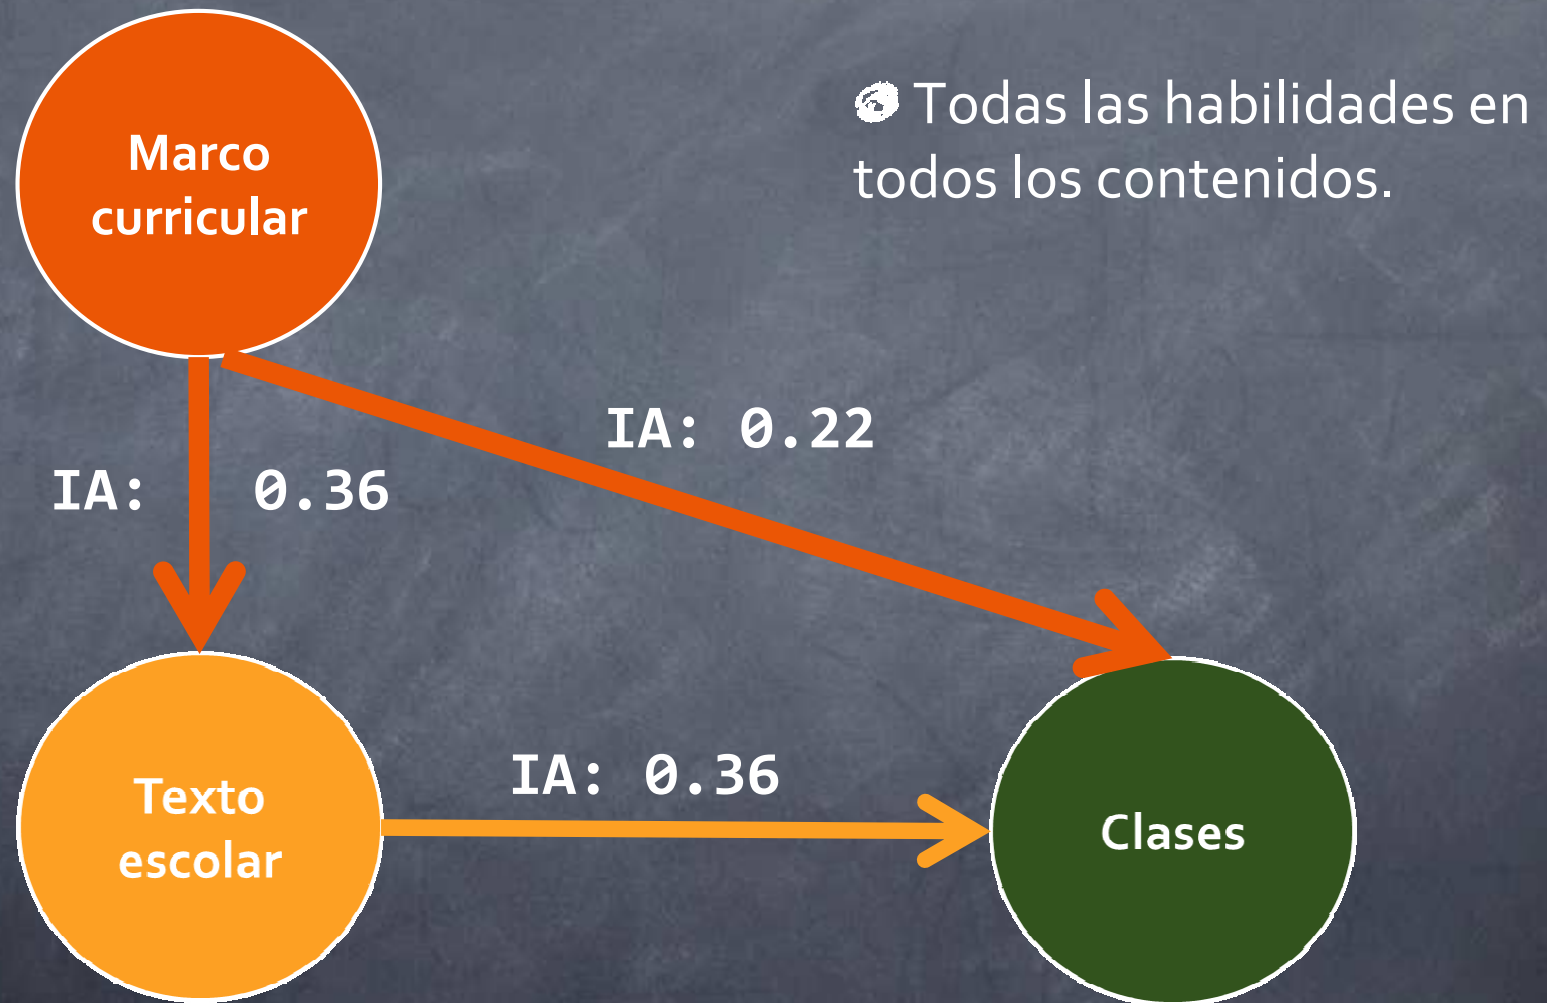 Marco
curricular
Todas las habilidades en
todos los contenidos.
IA: 0.22
IA: 0.36
Texto
escolar
IA: 0.36
Clases